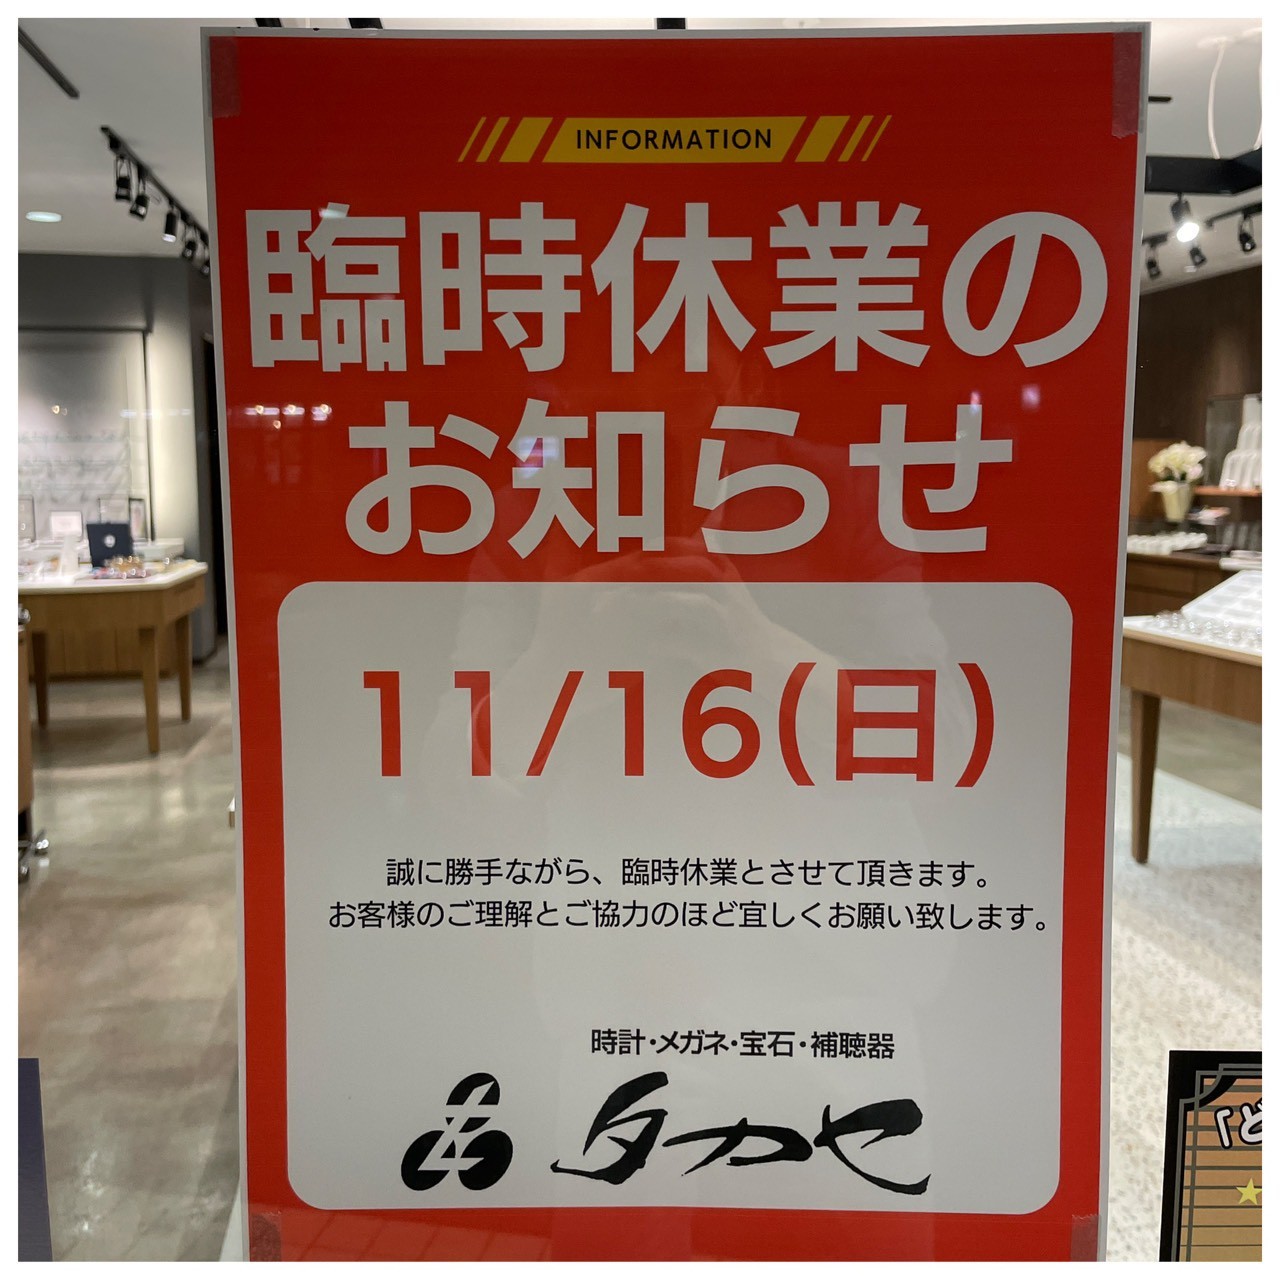 INFORMATION
臨時休業の
お知らせ
11/16(日)
誠に勝手ながら、臨時休業とさせて頂きます。
お客様のご理解とご協力のほど宜しくお願い致します。
時計・メガネ・宝石・補聴器
タカヤ
「ど